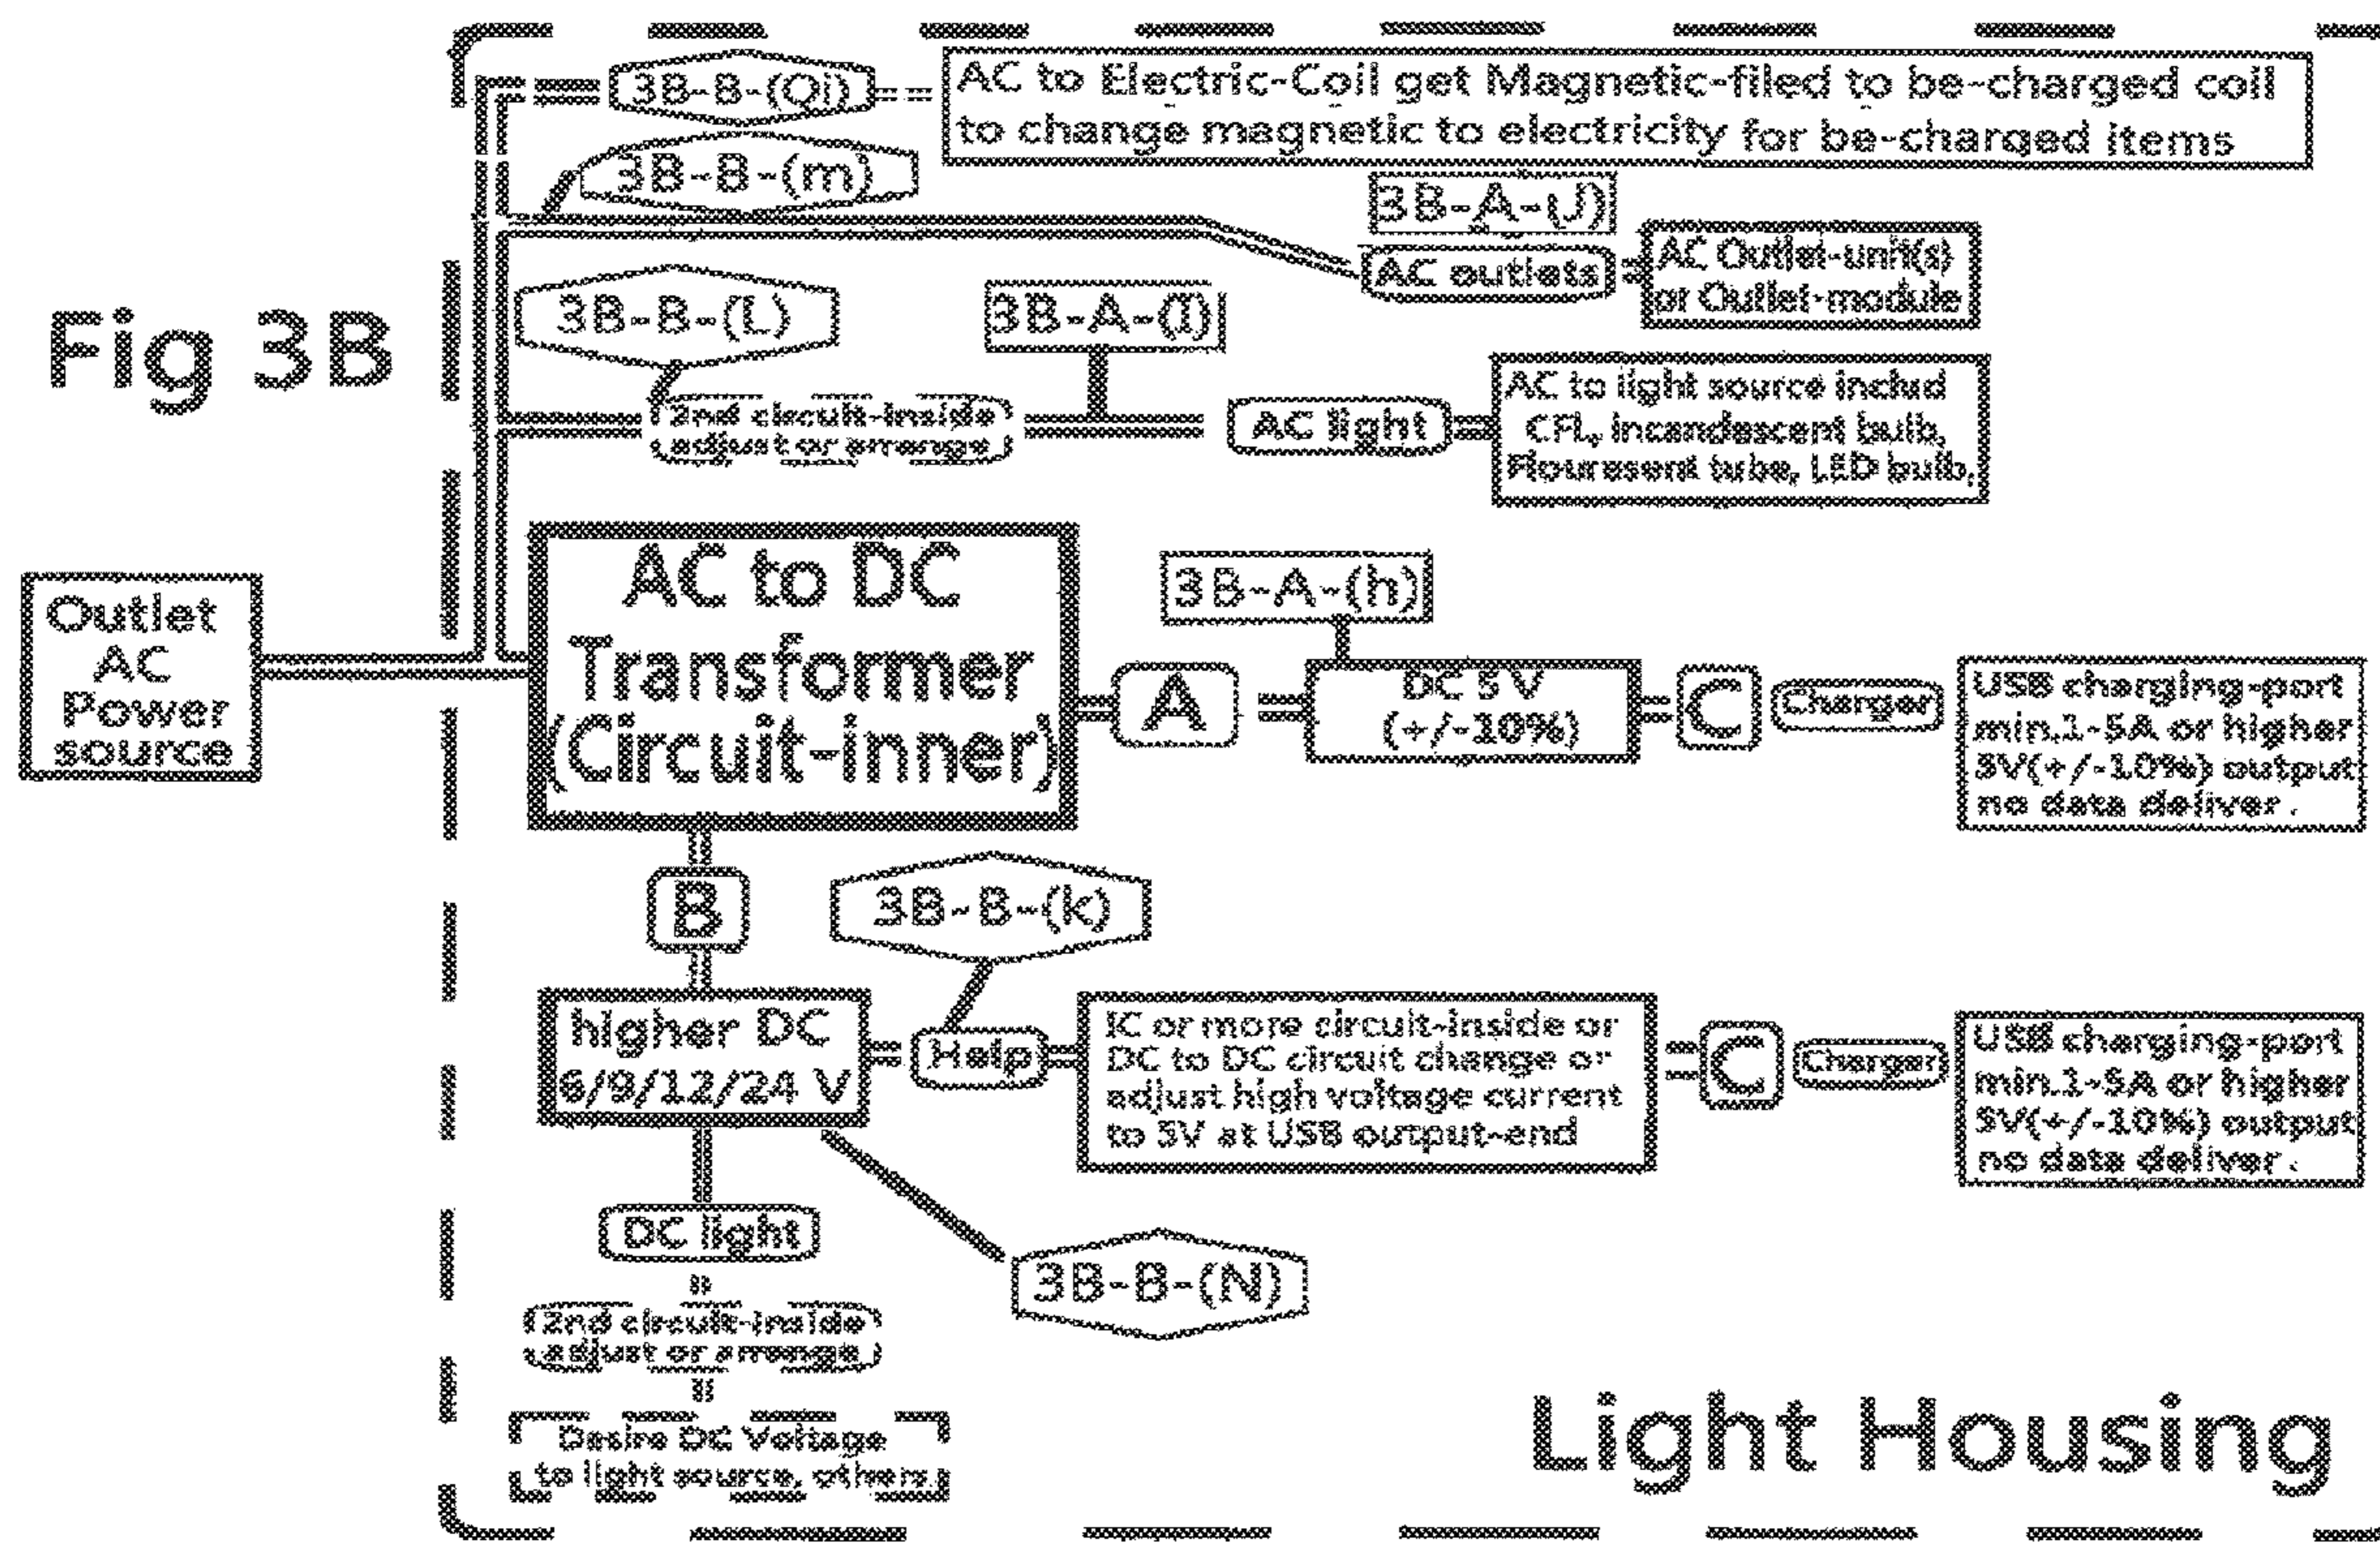 3B-B-(Qi)
AC to Electric-Coil get Magnetic-filed to be-charged coil
to change magnetic to electricity for be-charged items
3B-B-(m)
3B-A-(J)
AC outlets
AC Outlet-unit(s)
or Outlet-module
Fig 3B
3B-B-(L)
3B-A-(I)
2nd circuit-inside
adjust or arrange
AC light
AC to light source includ
CFL, incandescent bulb,
Flouresent tube, LED bulb,
Outlet
AC
Power
source
AC to DC
Transformer
(Circuit-inner)
3B-A-(h)
A
DC 5 V
(+/-10%)
C
Charger
USB charging-port
min.1-5A or higher
5V(+/-10%) output
no data deliver.
B
3B-B-(k)
higher DC
6/9/12/24 V
Help
IC or more circuit-inside or
DC to DC circuit change or
adjust high voltage current
to 5V at USB output-end
C
Charger
USB charging-port
min.1-5A or higher
5V(+/-10%) output
no data deliver.
DC light
3B-B-(N)
2nd circuit-inside
adjust or arrange
Desire DC Voltage
to light source, others.
Light Housing